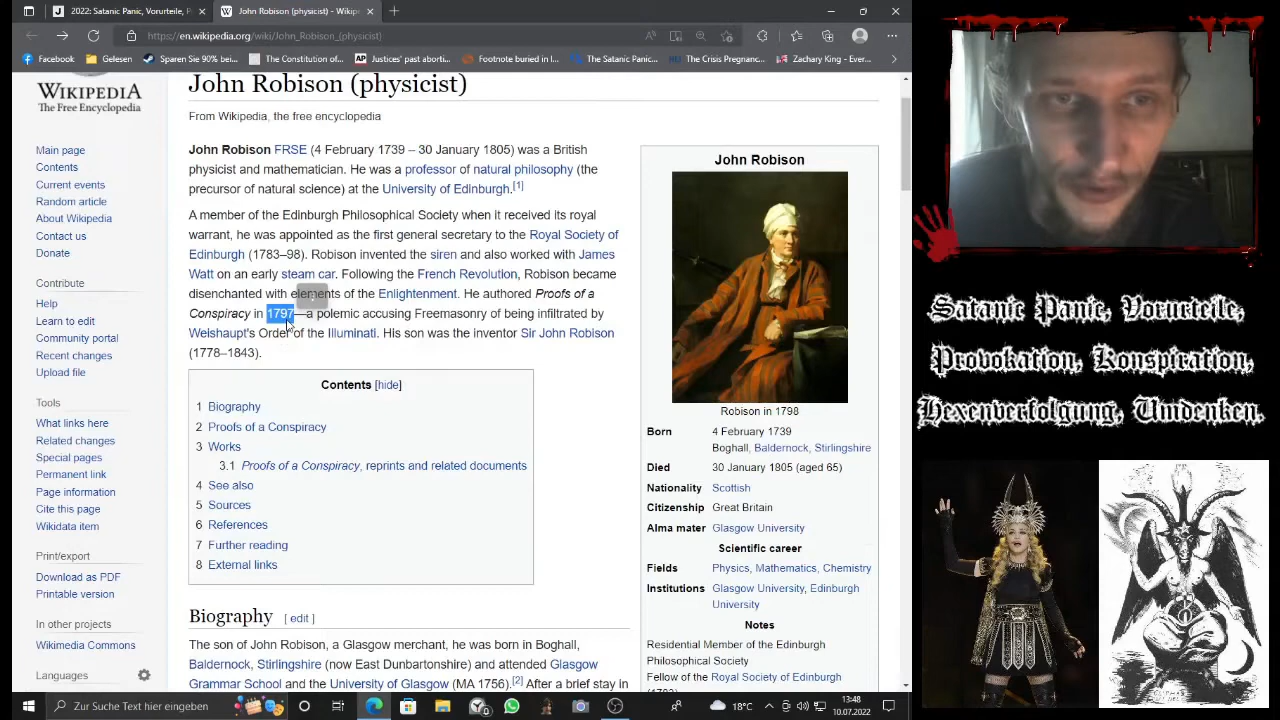 2022: Satanic Panic, Vorurteile, P
John Robison (physicist) - Wikipe
https://en.wikipedia.org/wiki/John_Robison_(physicist)
Facebook
Gelesen
Sparen Sie 90% bei...
The Constitution of...
Justices' past aborti...
Footnote buried in l...
The Satanic Panic...
The Crisis Pregnanc...
Zachary King - Ever...
WIKIPEDIA
The Free Encyclopedia
Main page
Contents
Current events
Random article
About Wikipedia
Contact us
Donate
Contribute
Help
Learn to edit
Community portal
Recent changes
Upload file
Tools
What links here
Related changes
Special pages
Permanent link
Page information
Cite this page
Wikidata item
Print/export
Download as PDF
Printable version
In other projects
Wikimedia Commons
Languages
John Robison (physicist)
From Wikipedia, the free encyclopedia
John Robison FRSE (4 February 1739 – 30 January 1805) was a British
physicist and mathematician. He was a professor of natural philosophy (the
precursor of natural science) at the University of Edinburgh.[1]
A member of the Edinburgh Philosophical Society when it received its royal
warrant, he was appointed as the first general secretary to the Royal Society of
Edinburgh (1783–98). Robison invented the siren and also worked with James
Watt on an early steam car. Following the French Revolution, Robison became
disenchanted with elements of the Enlightenment. He authored Proofs of a
Conspiracy in 1797—a polemic accusing Freemasonry of being infiltrated by
Weishaupt's Order of the Illuminati. His son was the inventor Sir John Robison
(1778–1843).
Contents [hide]
1 Biography
2 Proofs of a Conspiracy
3 Works
3.1 Proofs of a Conspiracy, reprints and related documents
4 See also
5 Sources
6 References
7 Further reading
8 External links
Biography [ edit ]
The son of John Robison, a Glasgow merchant, he was born in Boghall,
Baldernock, Stirlingshire (now East Dunbartonshire) and attended Glasgow
Grammar School and the University of Glasgow (MA 1756).[2] After a brief stay in
John Robison
Robison in 1798
Born 4 February 1739
Boghall, Baldernock, Stirlingshire
Died 30 January 1805 (aged 65)
Nationality Scottish
Citizenship Great Britain
Alma mater Glasgow University
Scientific career
Fields Physics, Mathematics, Chemistry
Institutions Glasgow University, Edinburgh
University
Notes
Residential Member of the Edinburgh
Philosophical Society
Fellow of the Royal Society of Edinburgh
Satanic Panic, Vorurteile,
Provokation, Konspiration,
Hexenverfolgung, Umdenken.
Zur Suche Text hier eingeben
18°C
13:48
10.07.2022